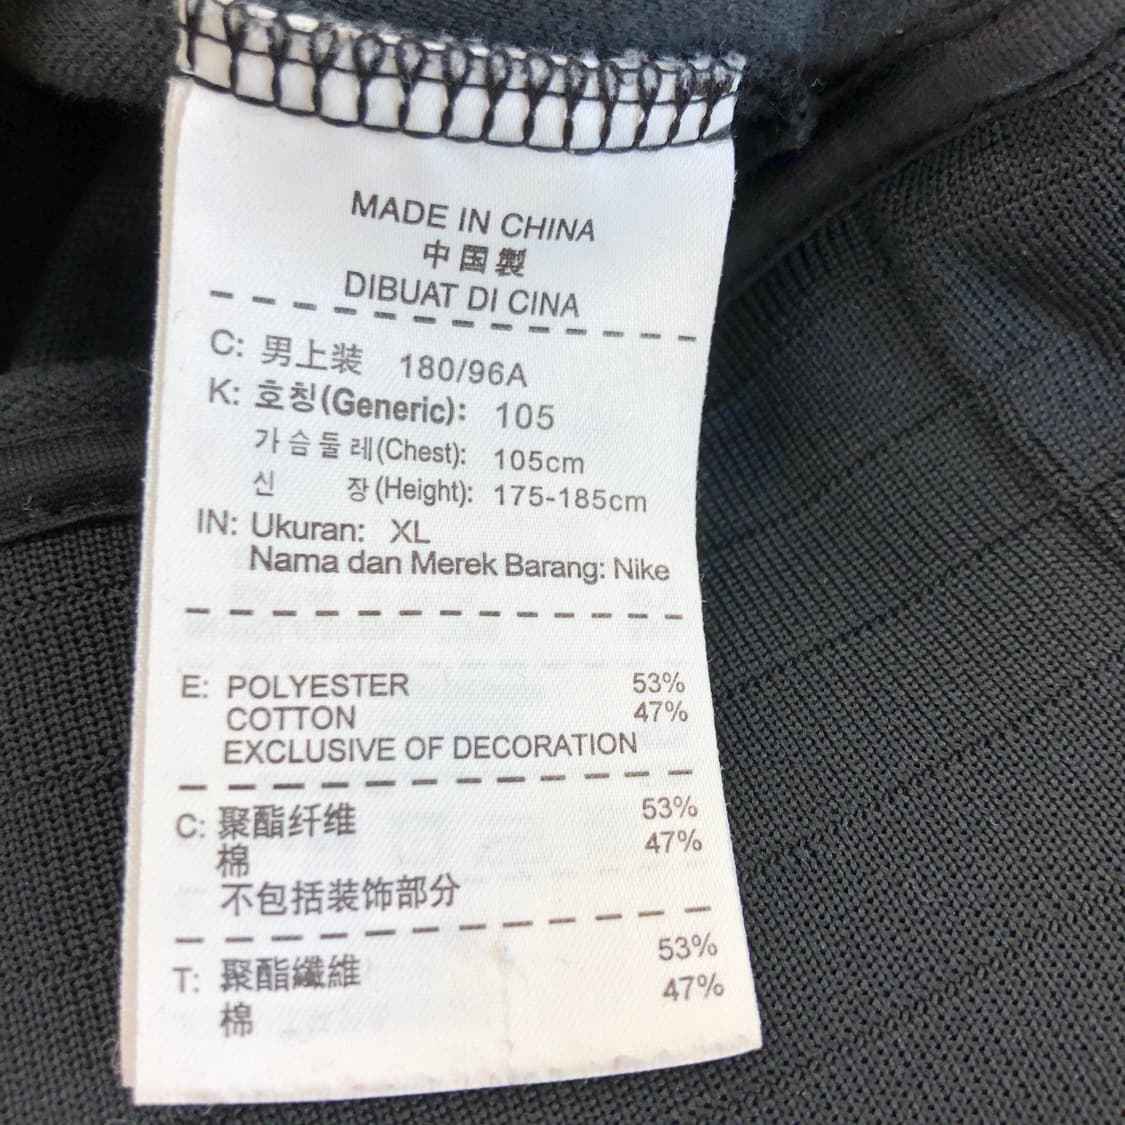 MADE IN CHINA
中国製
DIBUAT DI CINA
C: 男上装 180/96A
K: 호칭(Generic): 105
가슴둘레(Chest): 105cm
신 장(Height): 175-185cm
IN: Ukuran: XL
Nama dan Merek Barang: Nike
E: POLYESTER 53%
COTTON 47%
EXCLUSIVE OF DECORATION
C: 聚酯纤维 53%
棉 47%
不包括装饰部分
T: 聚酯纖維 53%
棉 47%